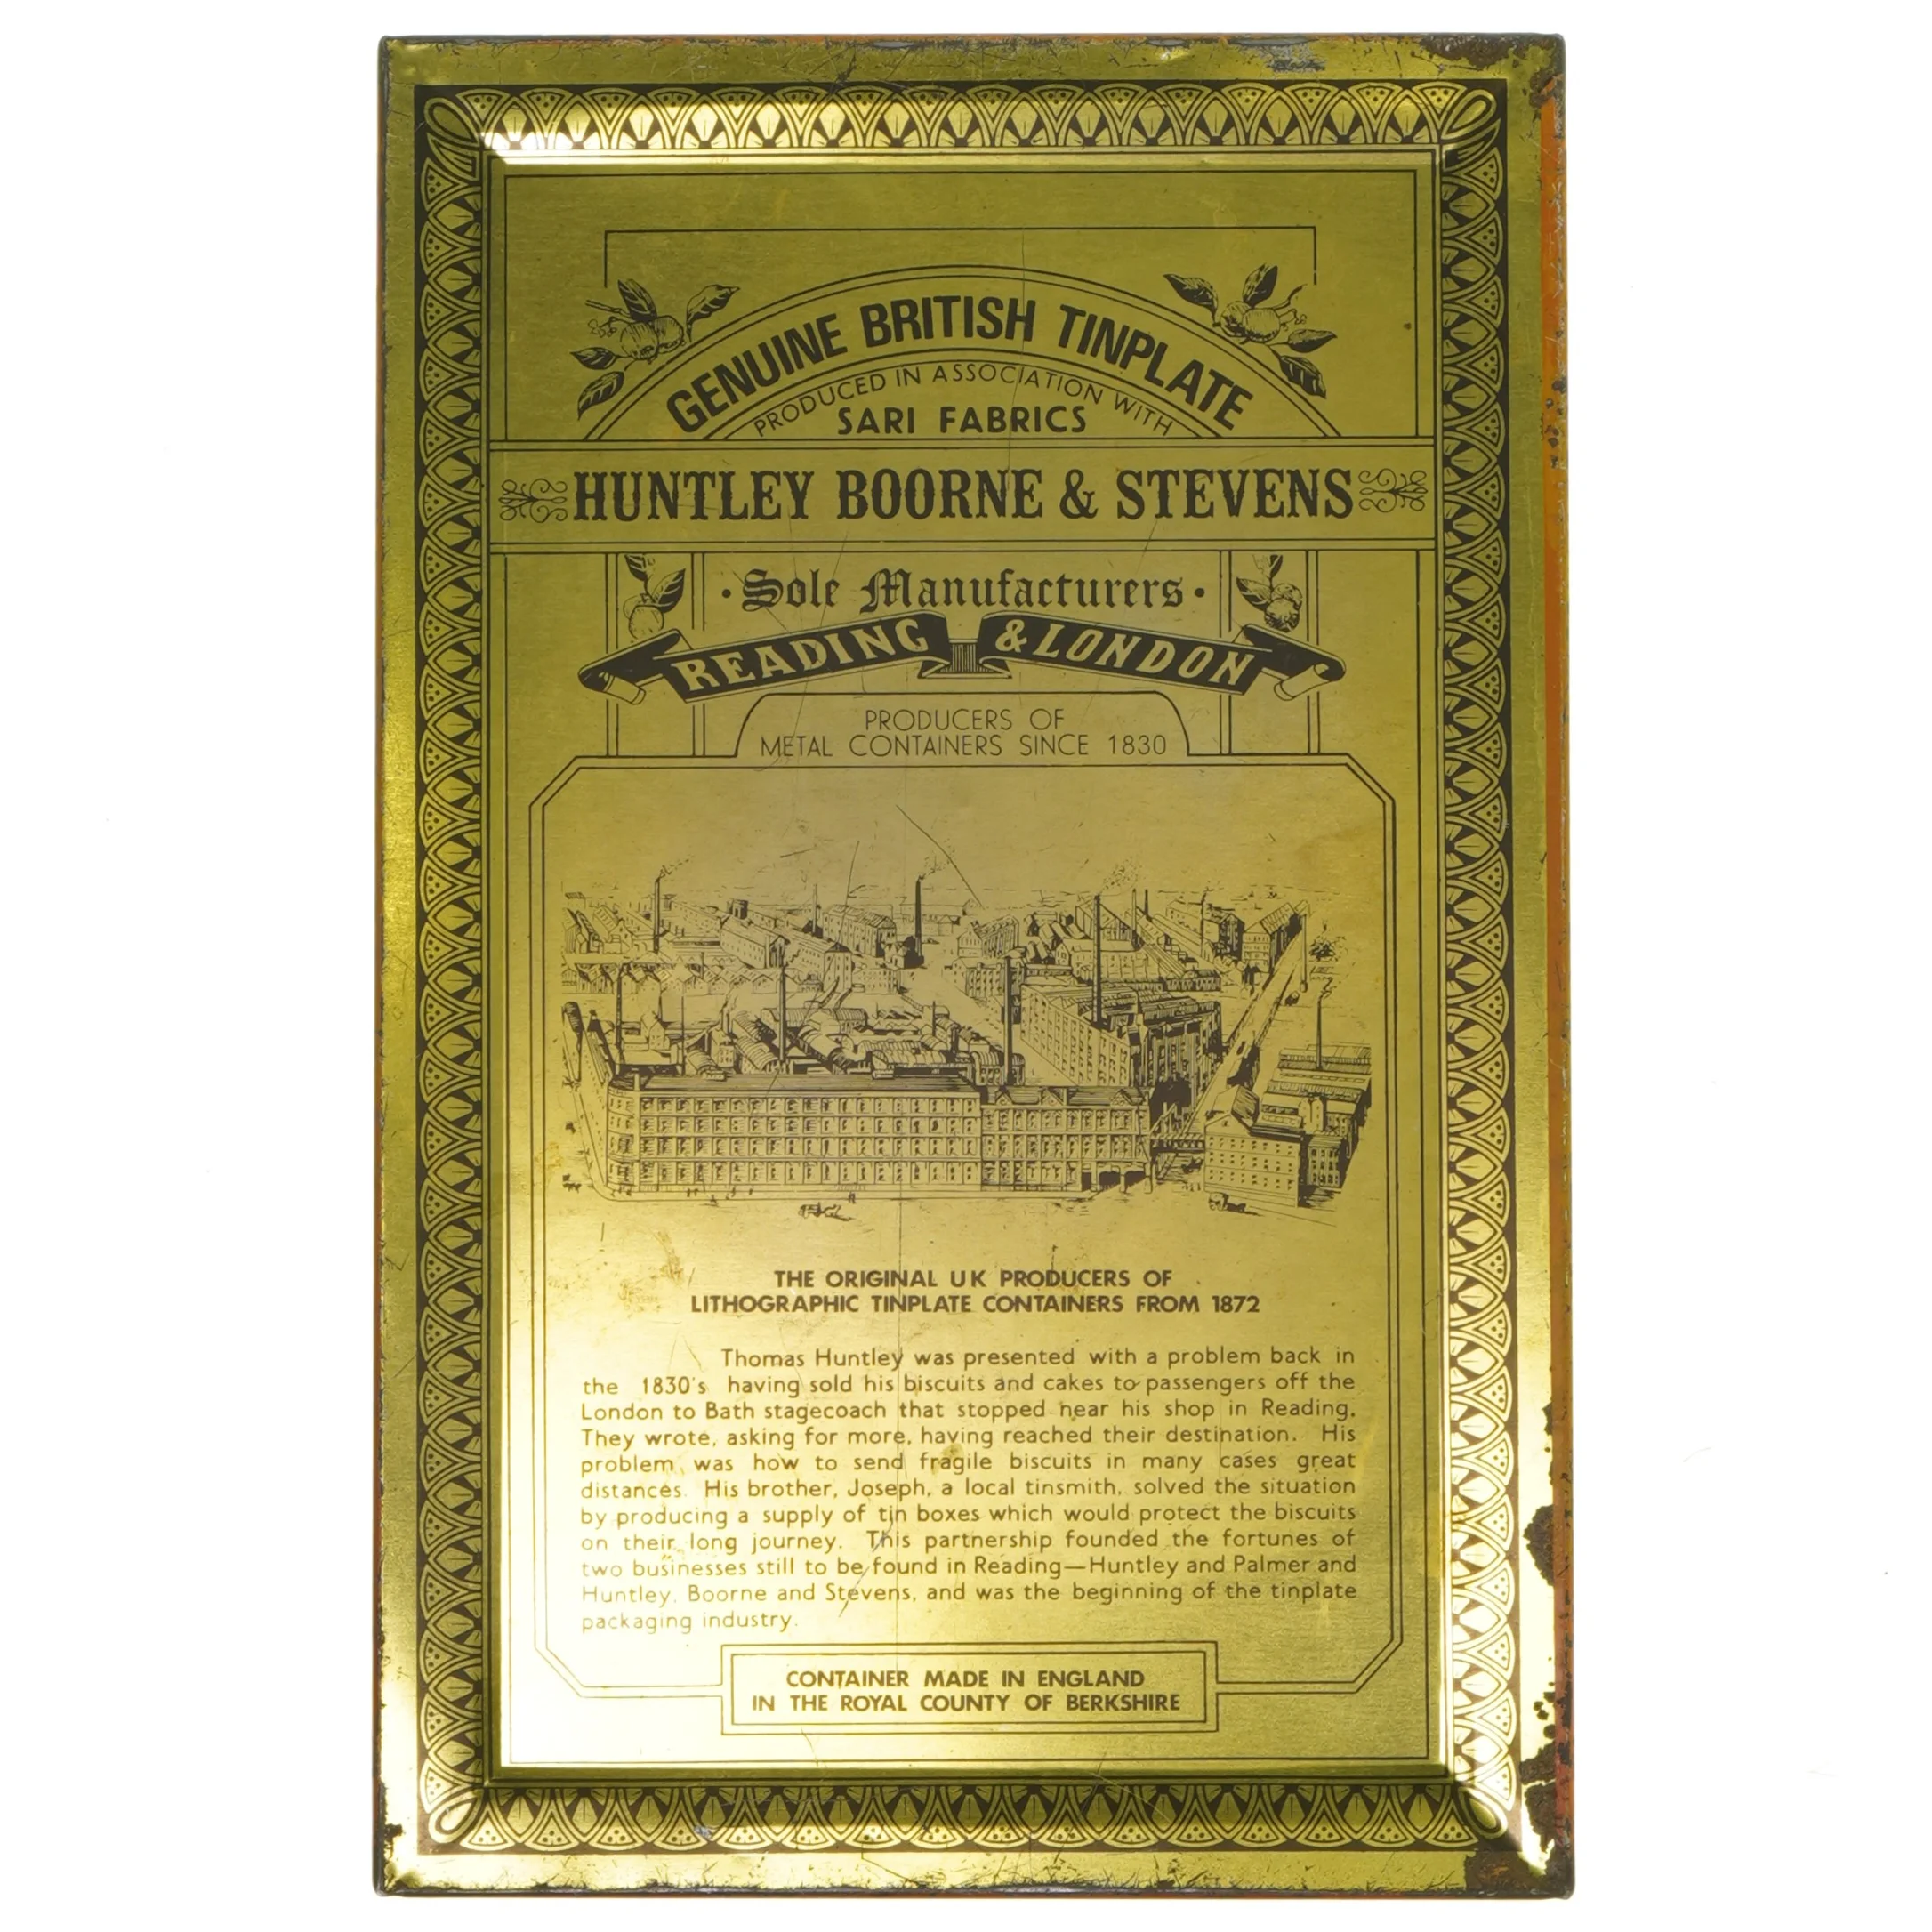 GENUINE BRITISH TINPLATE
PRODUCED IN ASSOCIATION WITH
SARI FABRICS
HUNTLEY BOORNE & STEVENS
· Sole Manufacturers ·
READING & LONDON
PRODUCERS OF
METAL CONTAINERS SINCE 1830
THE ORIGINAL UK PRODUCERS OF
LITHOGRAPHIC TINPLATE CONTAINERS FROM 1872
Thomas Huntley was presented with a problem back in
the 1830's having sold his biscuits and cakes to passengers off the
London to Bath stagecoach that stopped near his shop in Reading.
They wrote, asking for more, having reached their destination. His
problem was how to send fragile biscuits in many cases great
distances. His brother, Joseph, a local tinsmith, solved the situation
by producing a supply of tin boxes which would protect the biscuits
on their long journey. This partnership founded the fortunes of
two businesses still to be found in Reading—Huntley and Palmer and
Huntley, Boorne and Stevens, and was the beginning of the tinplate
packaging industry.
CONTAINER MADE IN ENGLAND
IN THE ROYAL COUNTY OF BERKSHIRE